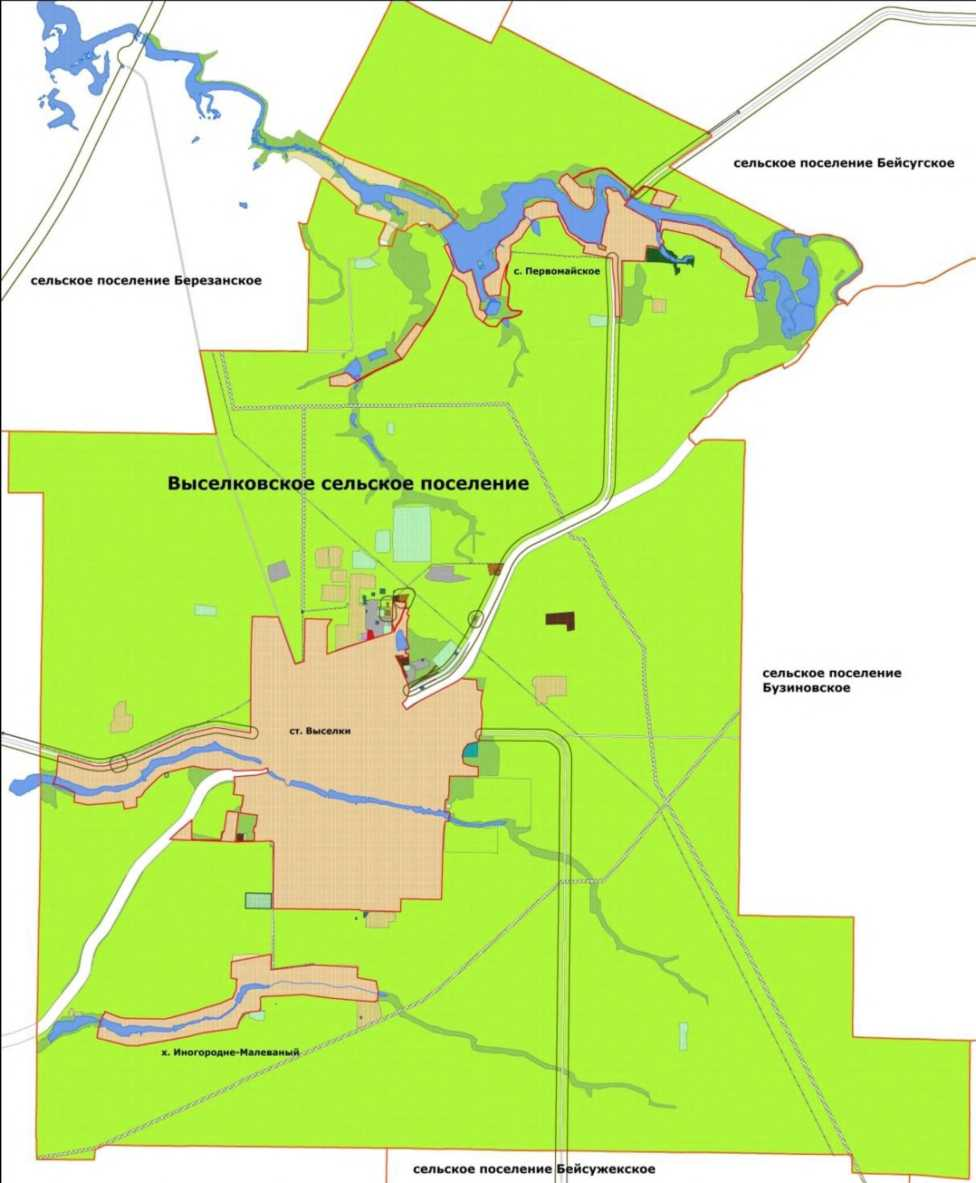 сельское поселение Бейсугское
с. Первомайское
сельское поселение Березанское
Выселковское сельское поселение
сельское поселение
Бузиновское
ст. Выселки
х. Иногородне-Малеваный
сельское поселение Бейсужекское